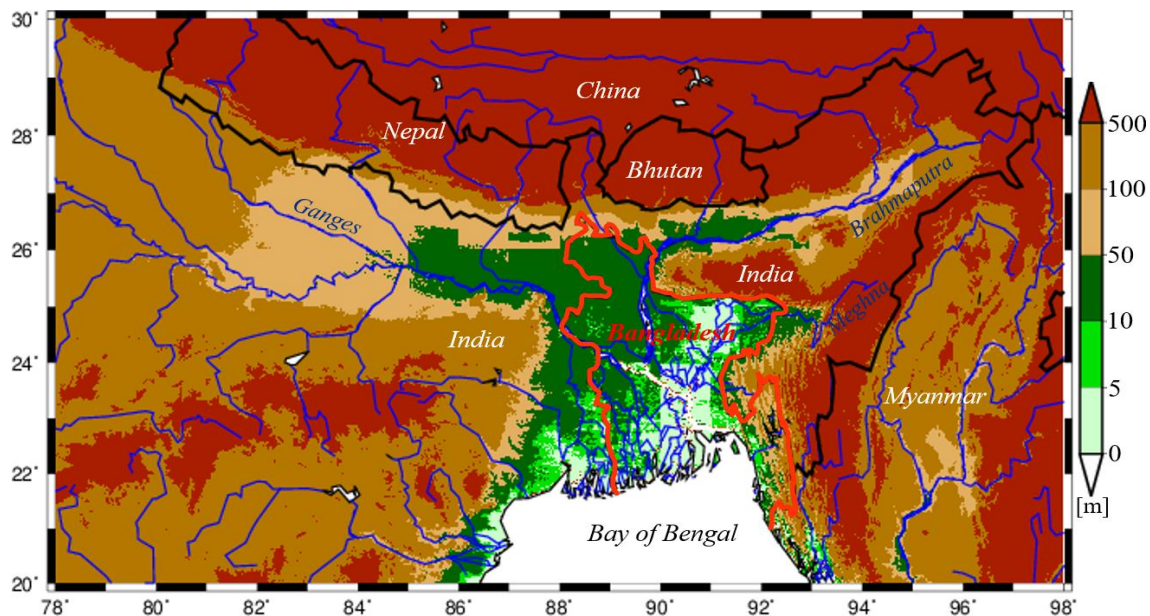 30°
28°
26°
24°
22°
20°
78°
80°
82°
84°
86°
88°
90°
92°
94°
96°
98°
China
Nepal
Bhutan
Ganges
Brahmaputra
India
Meghna
Bangladesh
India
Myanmar
Bay of Bengal
500
100
50
10
5
0
[m]